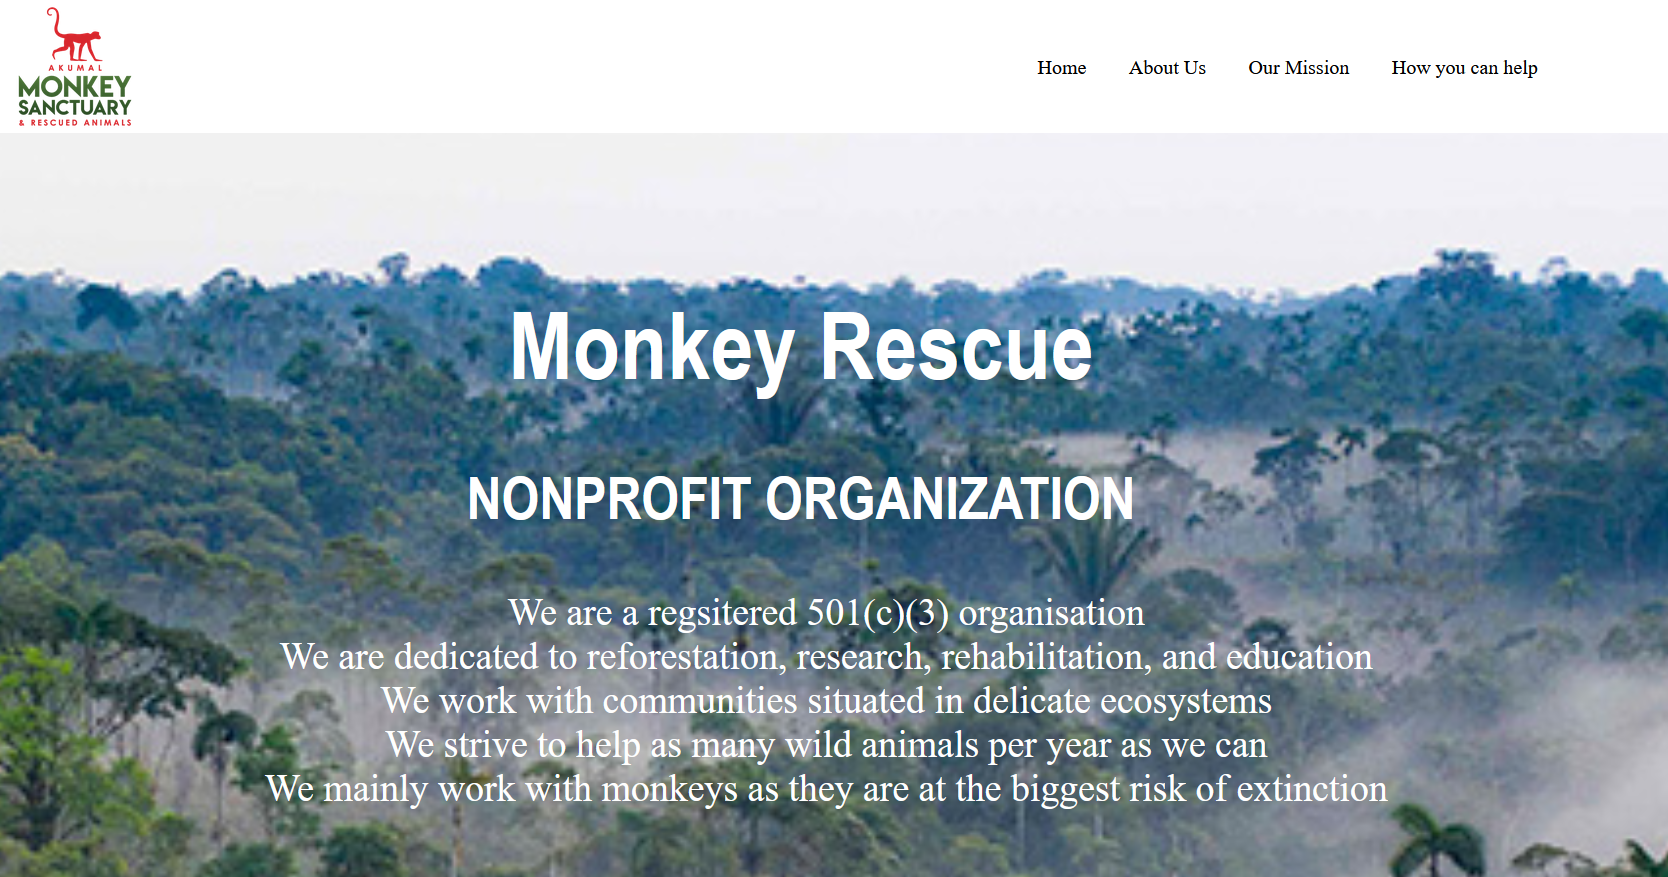 AKUMAL
MONKEY
SANCTUARY
& RESCUED ANIMALS
Home About Us Our Mission How you can help
Monkey Rescue
NONPROFIT ORGANIZATION
We are a regsitered 501(c)(3) organisation
We are dedicated to reforestation, research, rehabilitation, and education
We work with communities situated in delicate ecosystems
We strive to help as many wild animals per year as we can
We mainly work with monkeys as they are at the biggest risk of extinction